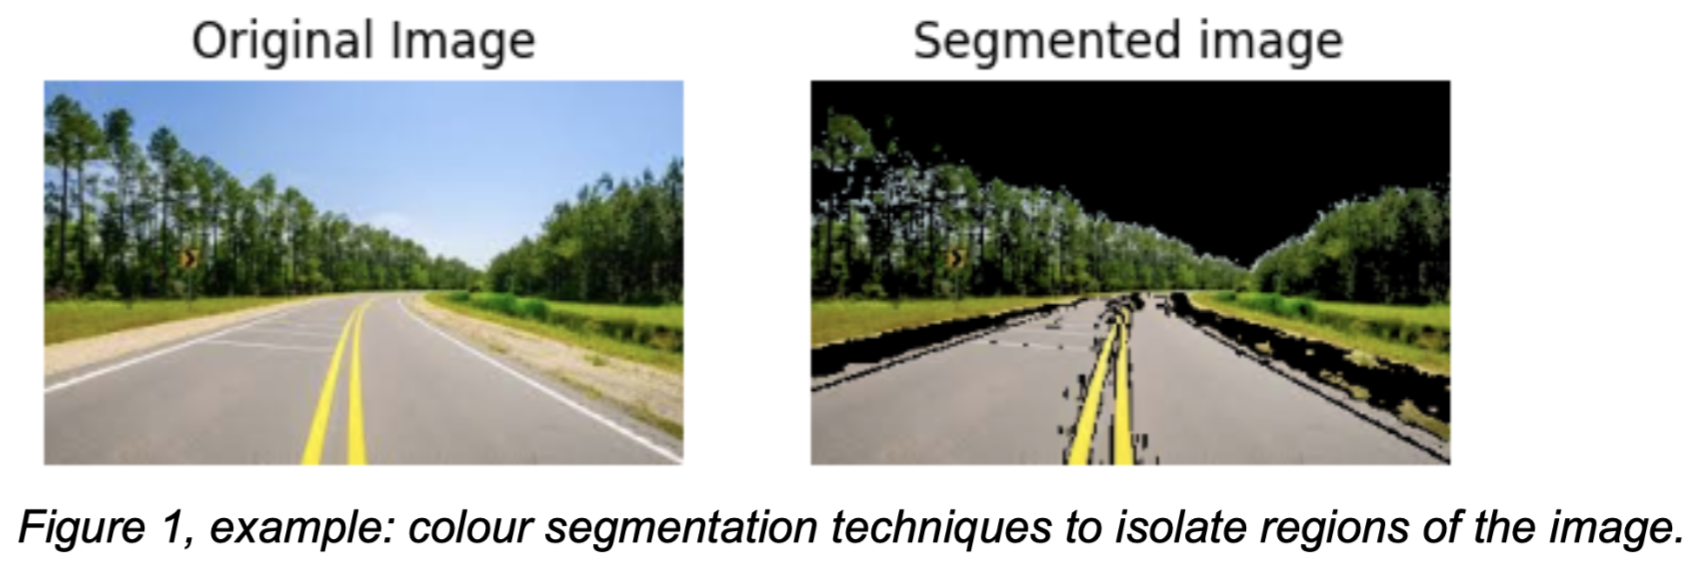 Original Image
Segmented image
Figure 1, example: colour segmentation techniques to isolate regions of the image.